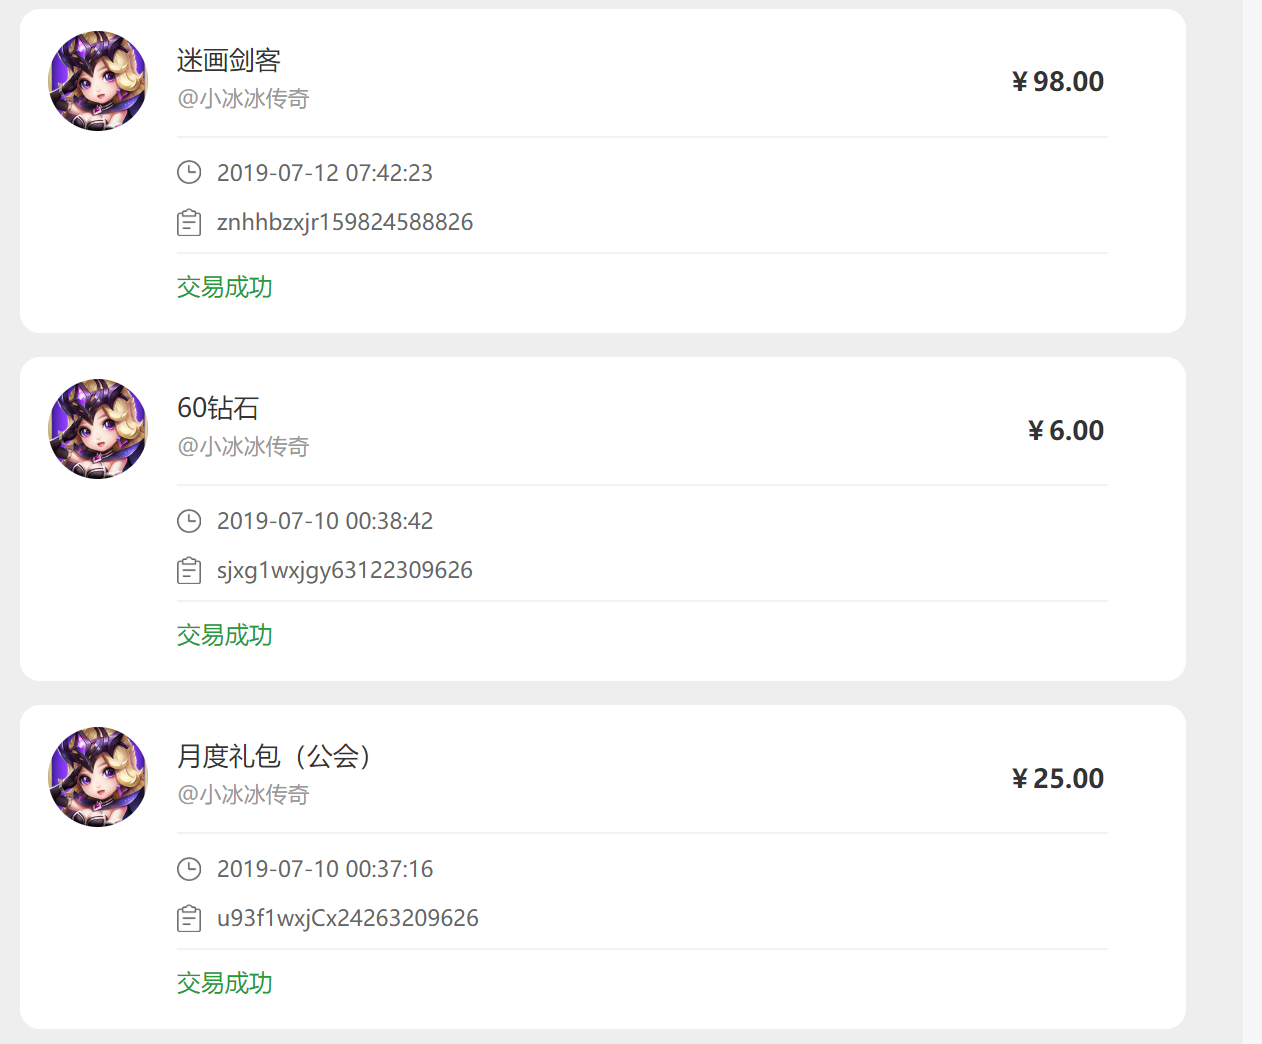 迷画剑客
@小冰冰传奇
¥ 98.00
2019-07-12 07:42:23
znhhbzxjr159824588826
交易成功
60钻石
@小冰冰传奇
¥ 6.00
2019-07-10 00:38:42
sjxg1wxjgy63122309626
交易成功
月度礼包（公会）
@小冰冰传奇
¥ 25.00
2019-07-10 00:37:16
u93f1wxjCx24263209626
交易成功